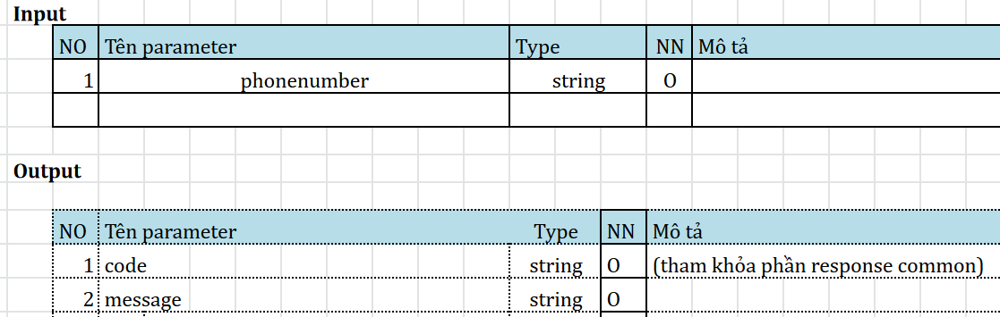 Input
NO Tên parameter Type NN Mô tả
1 phonenumber string O
Output
NO Tên parameter Type NN Mô tả
1 code string O (tham khỏa phần response common)
2 message string O